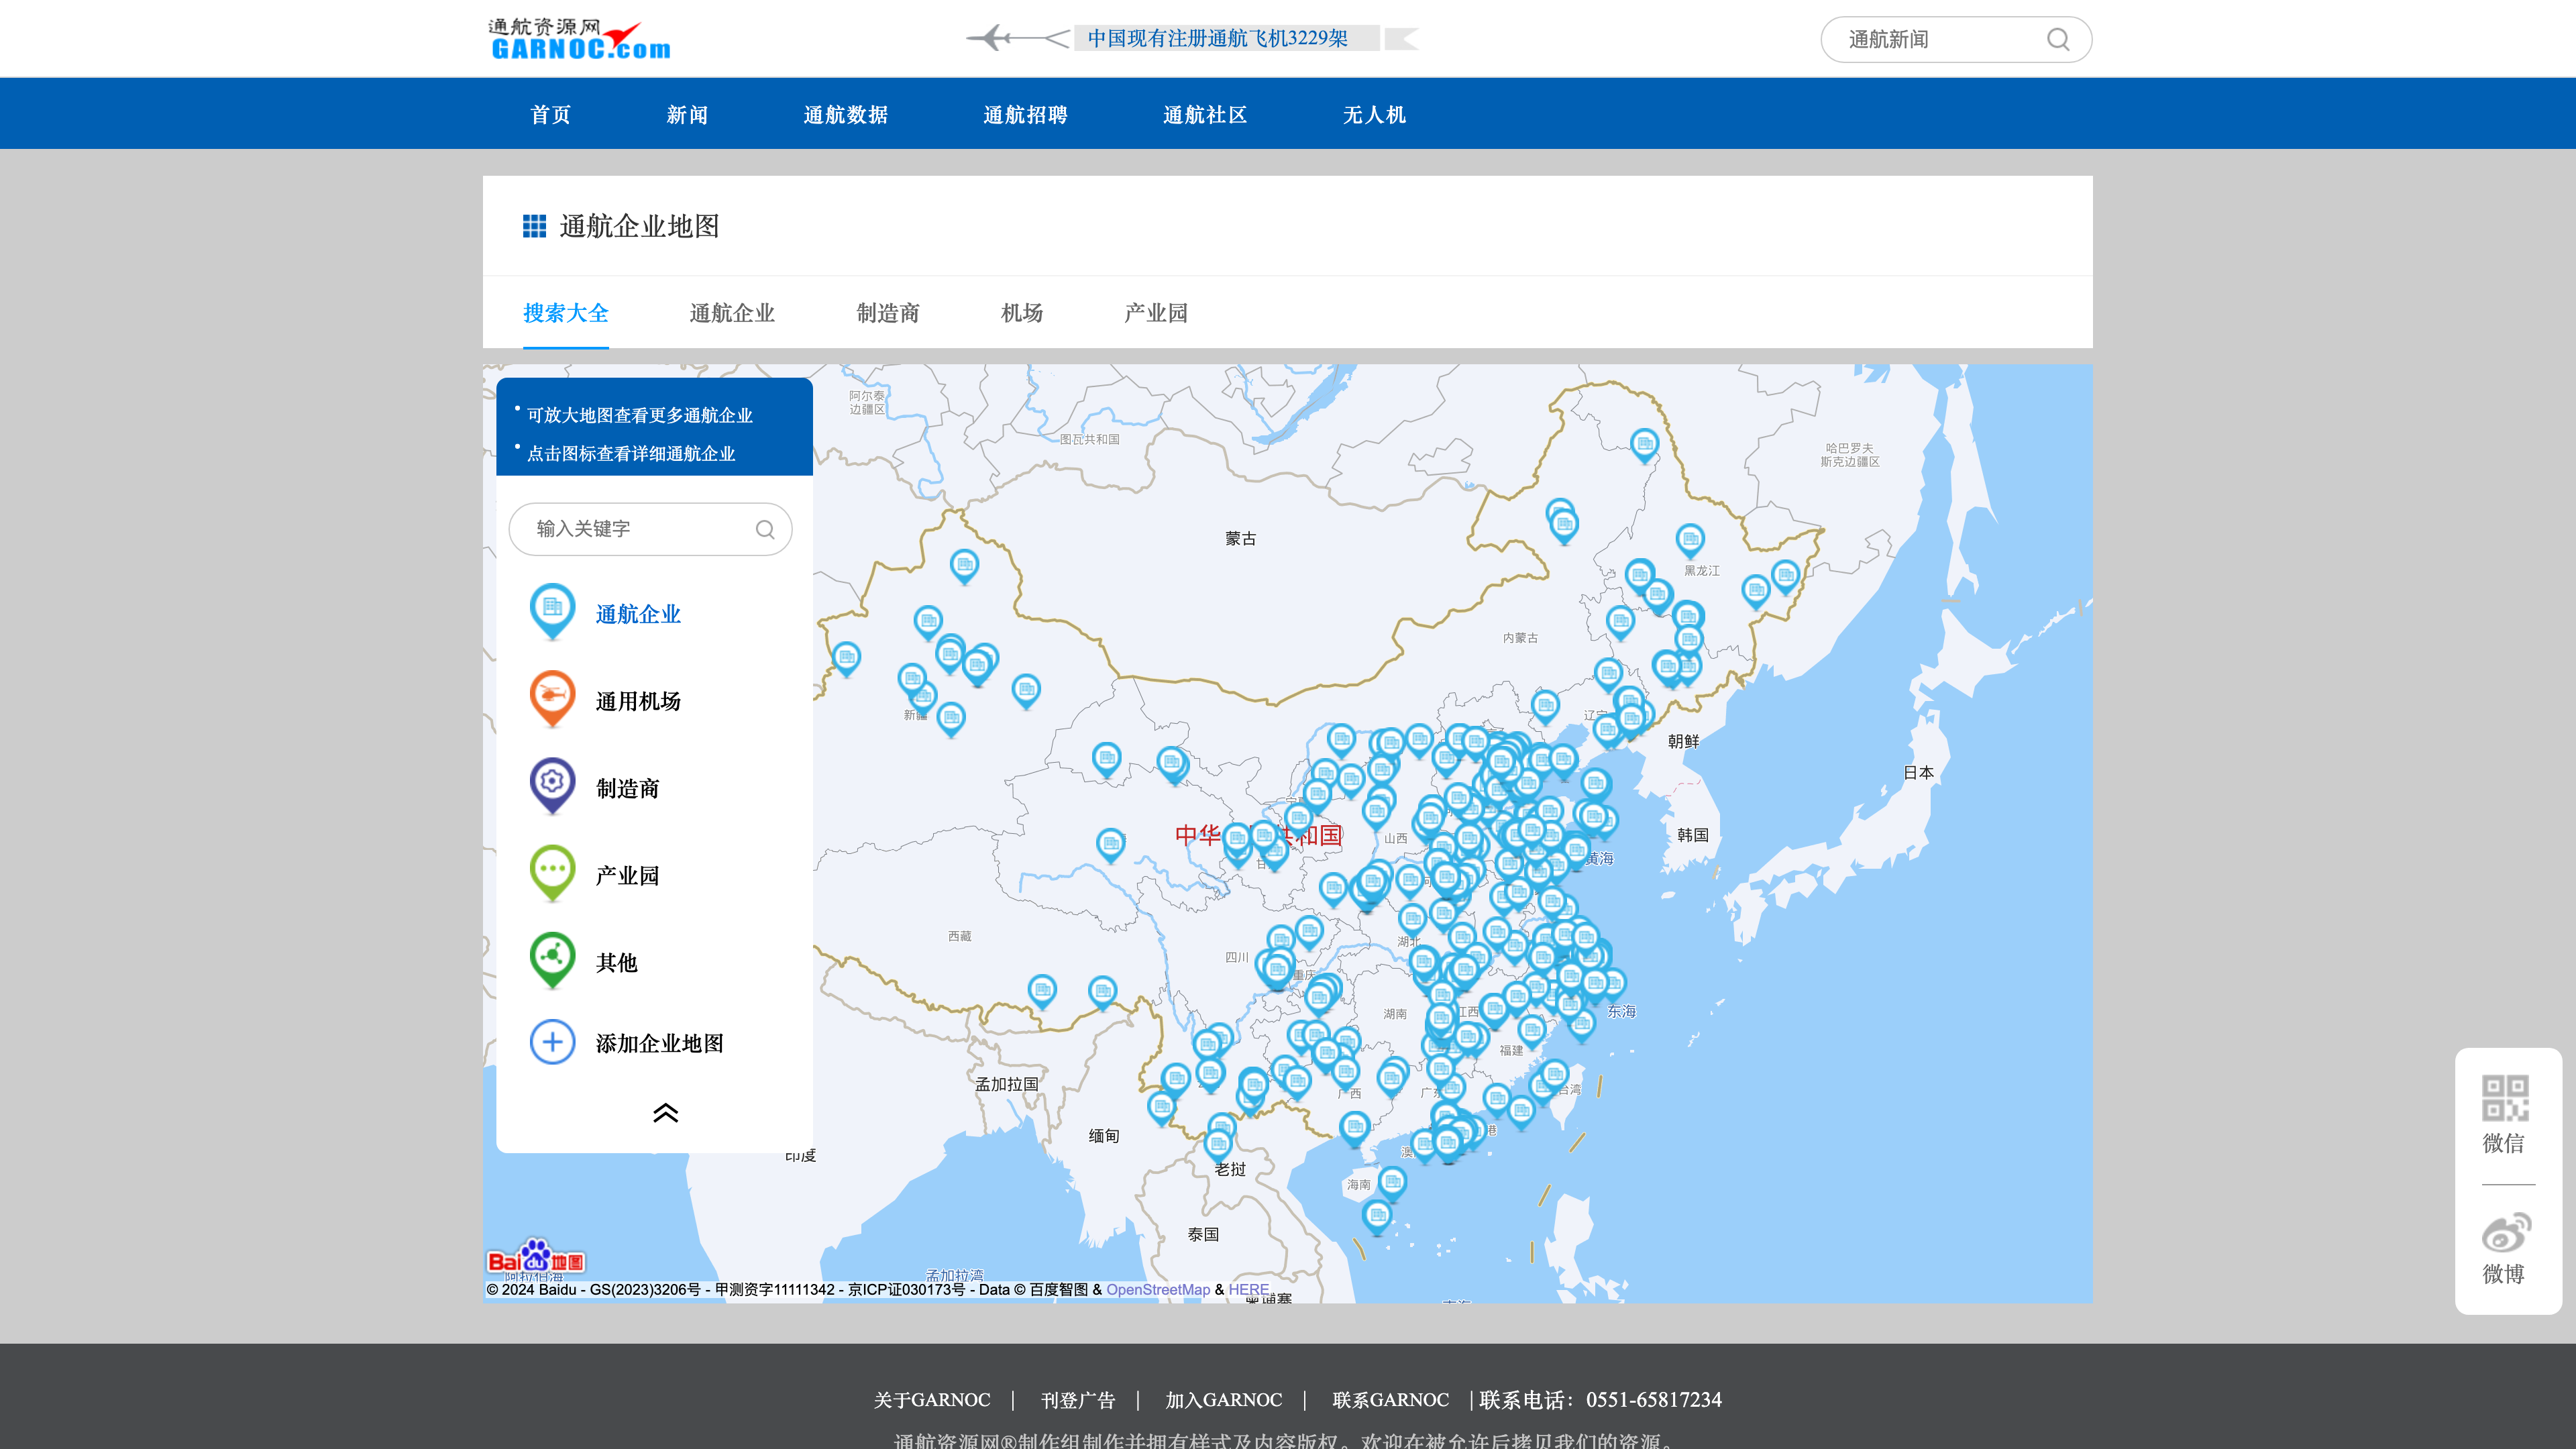 通航资源网
GARNOC.com
中国现有注册通航飞机3229架
通航新闻
首页 新闻 通航数据 通航招聘 通航社区 无人机
通航企业地图
搜索大全 通航企业 制造商 机场 产业园
可放大地图查看更多通航企业
点击图标查看详细通航企业
输入关键字
通航企业
通用机场
制造商
产业园
其他
添加企业地图
阿尔泰
边疆区
图瓦共和国
哈巴罗夫
斯克边疆区
蒙古
黑龙江
内蒙古
新疆
辽宁
朝鲜
日本
韩国
山西
黄海
西藏
四川
重庆
湖北
湖南
江西
东海
福建
台湾
广西
孟加拉国
缅甸
印度
老挝
海南
泰国
Bai du 地图
阿拉伯海
孟加拉湾
© 2024 Baidu - GS(2023)3206号 - 甲测资字11111342 - 京ICP证030173号 - Data © 百度智图 & OpenStreetMap & HERE
微信
微博
关于GARNOC | 刊登广告 | 加入GARNOC | 联系GARNOC | 联系电话：0551-65817234
通航资源网®制作组制作并拥有样式及内容版权。欢迎在被允许后拷贝我们的资源。